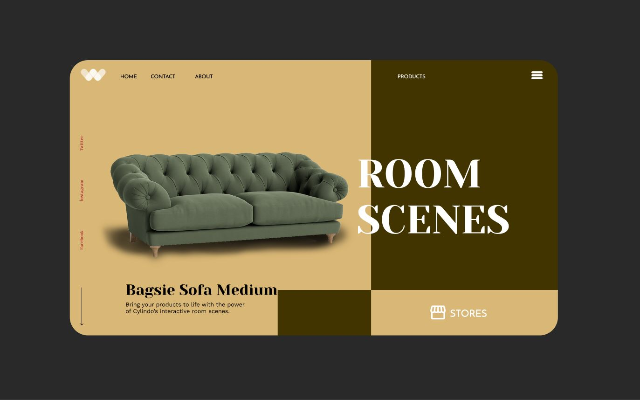 HOME
CONTACT
ABOUT
PRODUCTS
Twitter
Instagram
Facebook
ROOM
SCENES
Bagsie Sofa Medium
Bring your products to life with the power
of Cylindo's interactive room scenes.
STORES